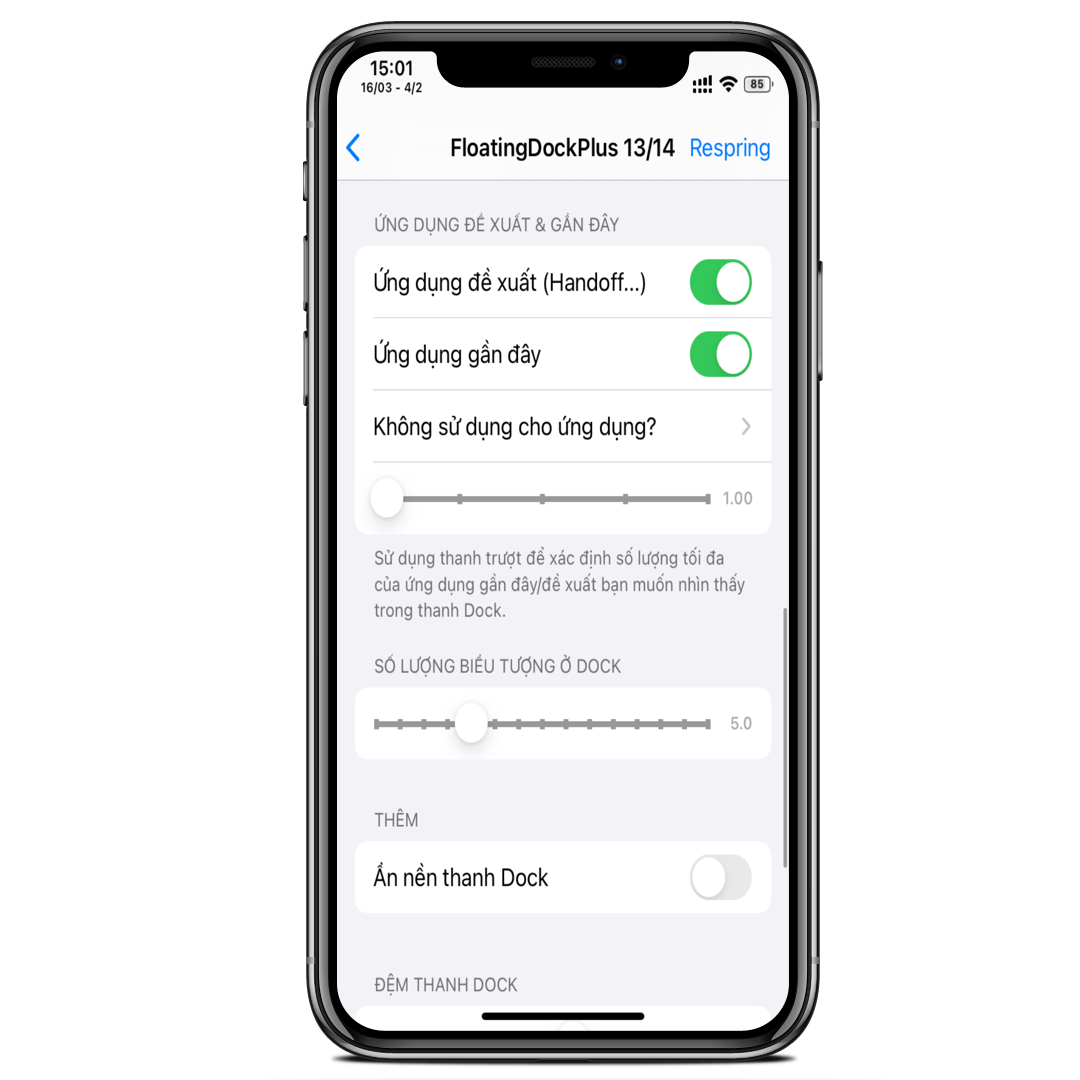 15:01
16/03 - 4/2
85
FloatingDockPlus 13/14 Respring
ỨNG DỤNG ĐỀ XUẤT & GẦN ĐÂY
Ứng dụng đề xuất (Handoff...)
Ứng dụng gần đây
Không sử dụng cho ứng dụng?
1.00
Sử dụng thanh trượt để xác định số lượng tối đa
của ứng dụng gần đây/đề xuất bạn muốn nhìn thấy
trong thanh Dock.
SỐ LƯỢNG BIỂU TƯỢNG Ở DOCK
5.0
THÊM
Ẩn nền thanh Dock
ĐỆM THANH DOCK